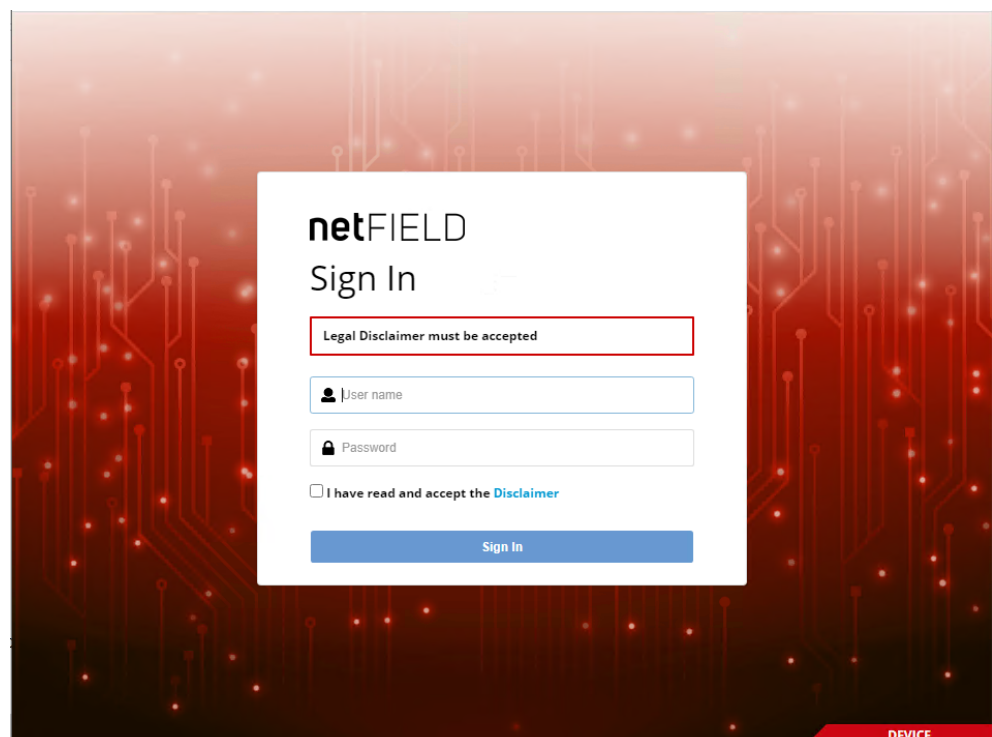 netFIELD
Sign In
Legal Disclaimer must be accepted
User name
Password
I have read and accept the Disclaimer
Sign In
DEVICE